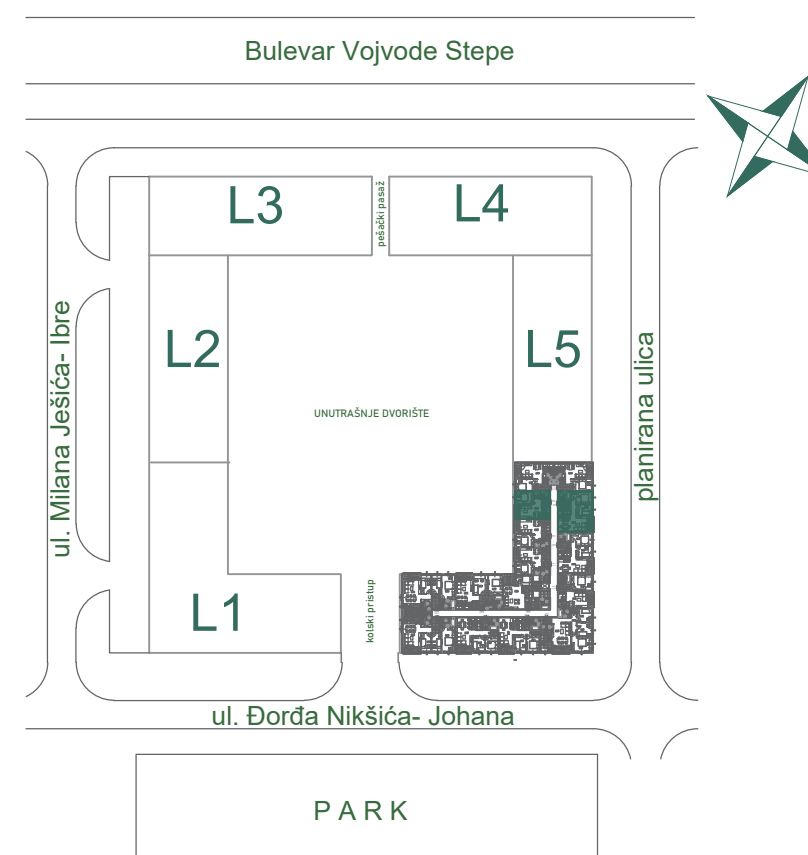 Bulevar Vojvode Stepe
L3
pešački pasaž
L4
L2
L5
ul. Milana Ješića- Ibre
planirana ulica
UNUTRAŠNJE DVORIŠTE
L1
kolski pristup
ul. Đorđa Nikšića- Johana
PARK